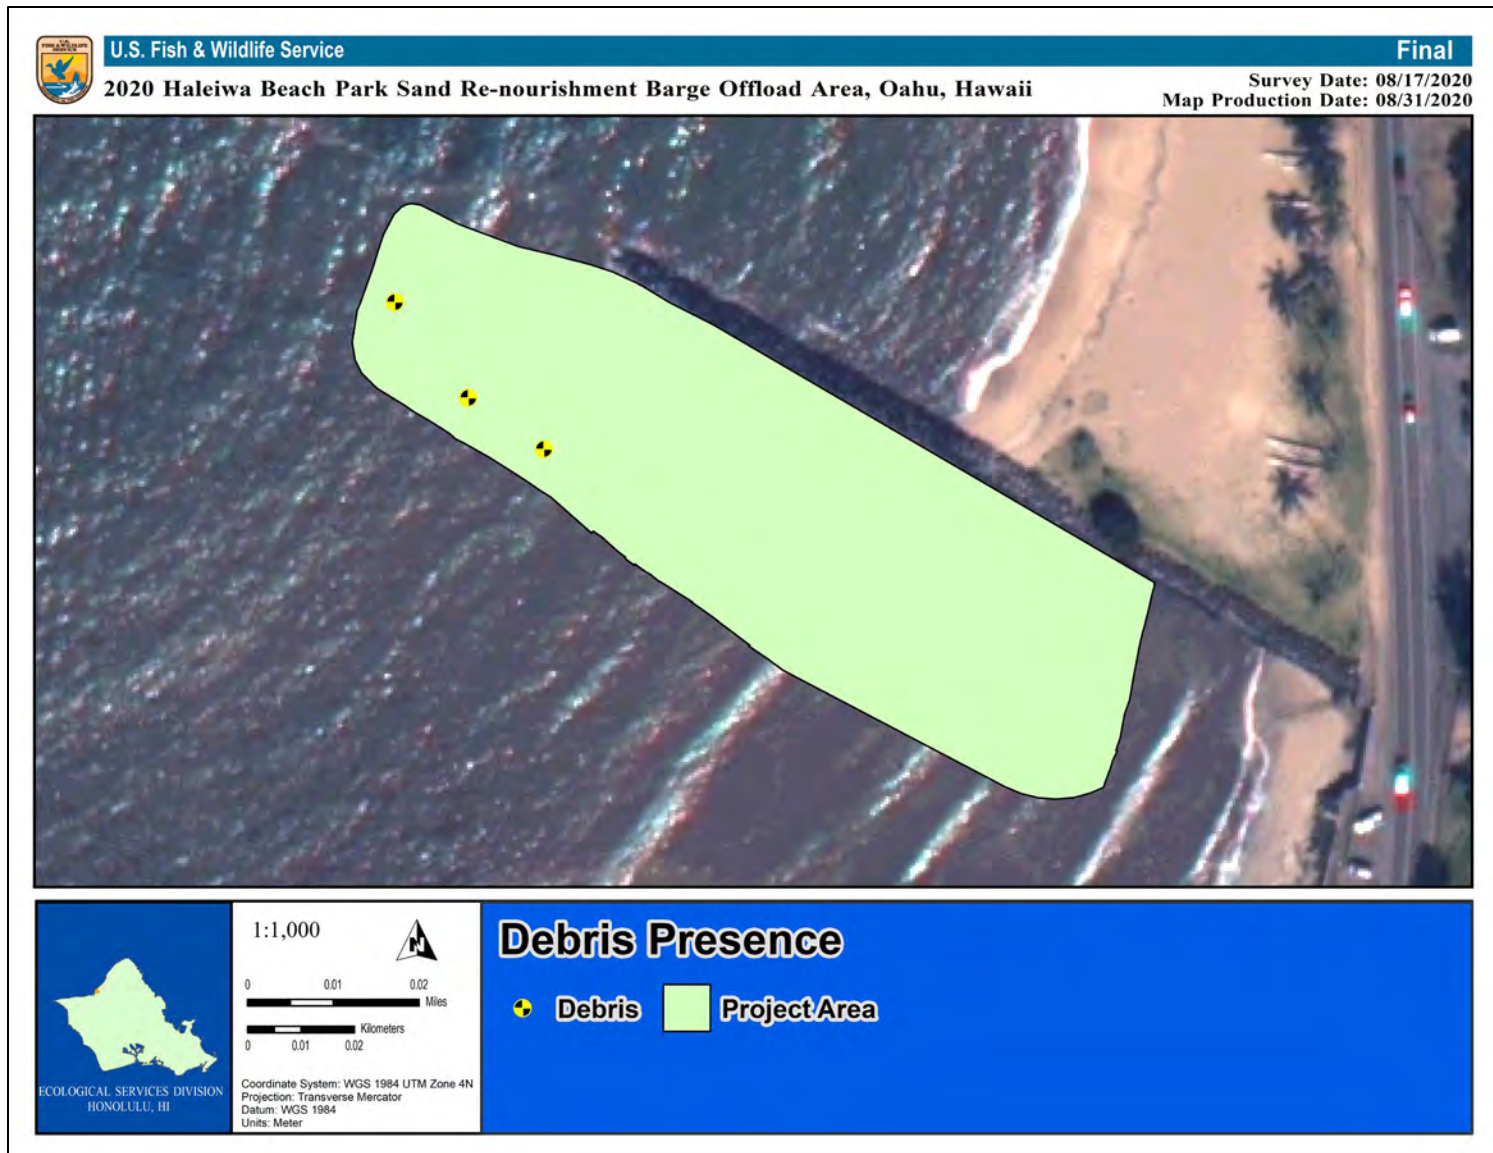 U.S.
FISH & WILDLIFE
SERVICE
U.S. Fish & Wildlife Service
Final
2020 Haleiwa Beach Park Sand Re-nourishment Barge Offload Area, Oahu, Hawaii
Survey Date: 08/17/2020
Map Production Date: 08/31/2020
ECOLOGICAL SERVICES DIVISION
HONOLULU, HI
1:1,000
N
0 0.01 0.02
Miles
Kilometers
0 0.01 0.02
Coordinate System: WGS 1984 UTM Zone 4N
Projection: Transverse Mercator
Datum: WGS 1984
Units: Meter
Debris Presence
Debris
Project Area